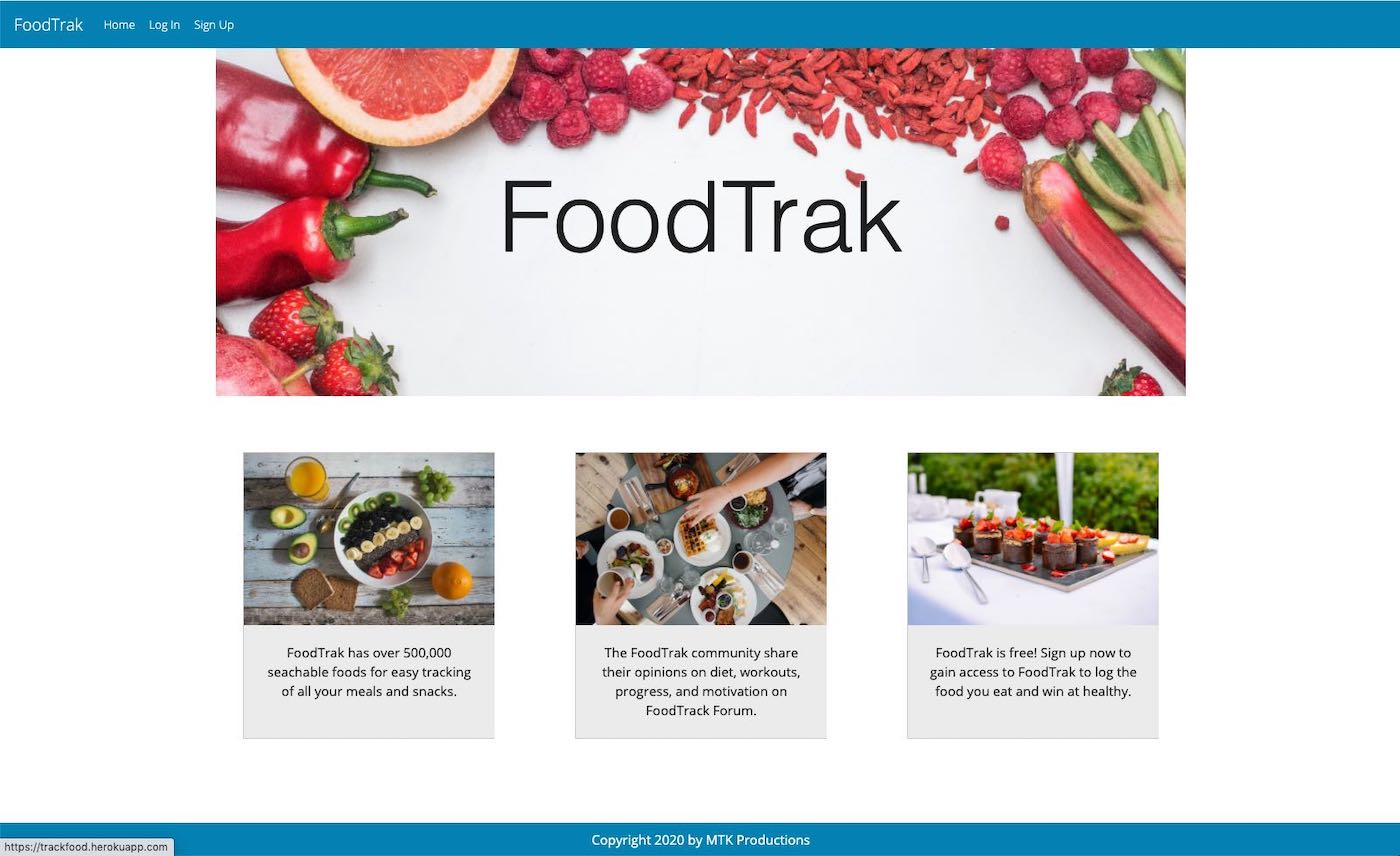 FoodTrak Home Log In Sign Up
FoodTrak
FoodTrak has over 500,000
seachable foods for easy tracking
of all your meals and snacks.
The FoodTrak community share
their opinions on diet, workouts,
progress, and motivation on
FoodTrack Forum.
FoodTrak is free! Sign up now to
gain access to FoodTrak to log the
food you eat and win at healthy.
Copyright 2020 by MTK Productions
https://trackfood.herokuapp.com